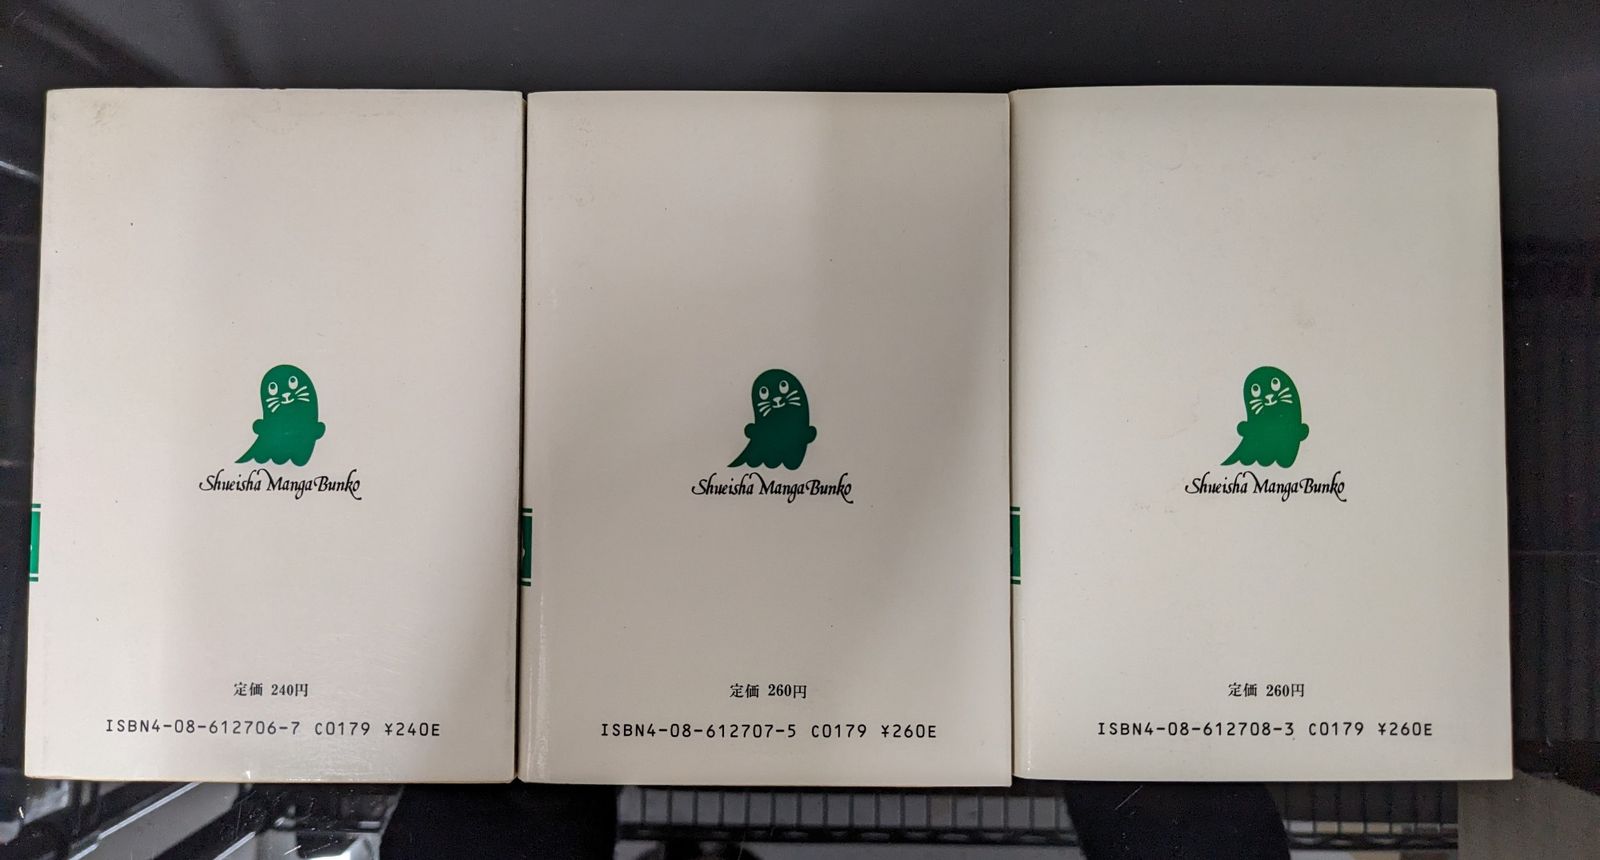 Shueisha Manga Bunko
定価 240円
ISBN4-08-612706-7 C0179 ¥240E
Shueisha Manga Bunko
定価 260円
ISBN4-08-612707-5 C0179 ¥260E
Shueisha Manga Bunko
定価 260円
ISBN4-08-612708-3 C0179 ¥260E